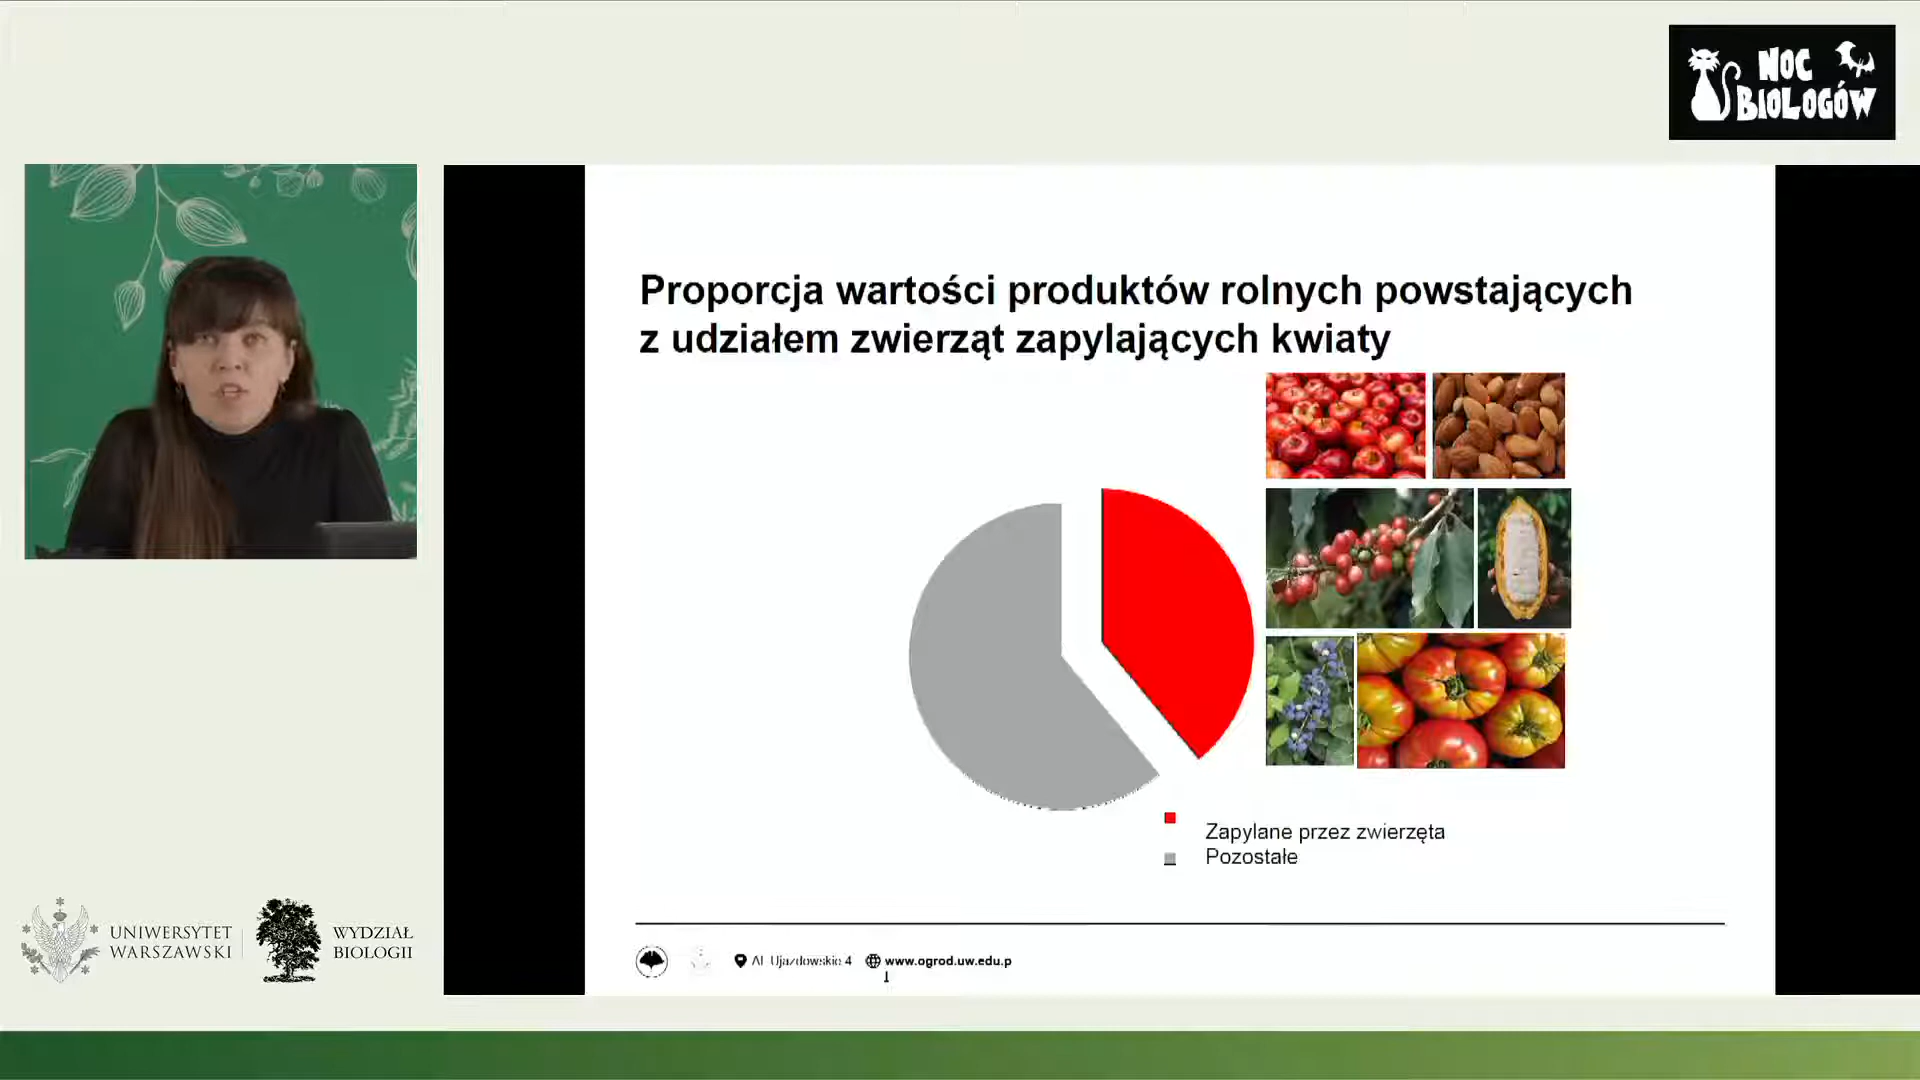 NOC
BIOLOGÓW
Proporcja wartości produktów rolnych powstających
z udziałem zwierząt zapylających kwiaty
Zapylane przez zwierzęta
Pozostałe
UNIWERSYTET
WARSZAWSKI
WYDZIAŁ
BIOLOGII
Al. Ujazdowskie 4
www.ogrod.uw.edu.p
l